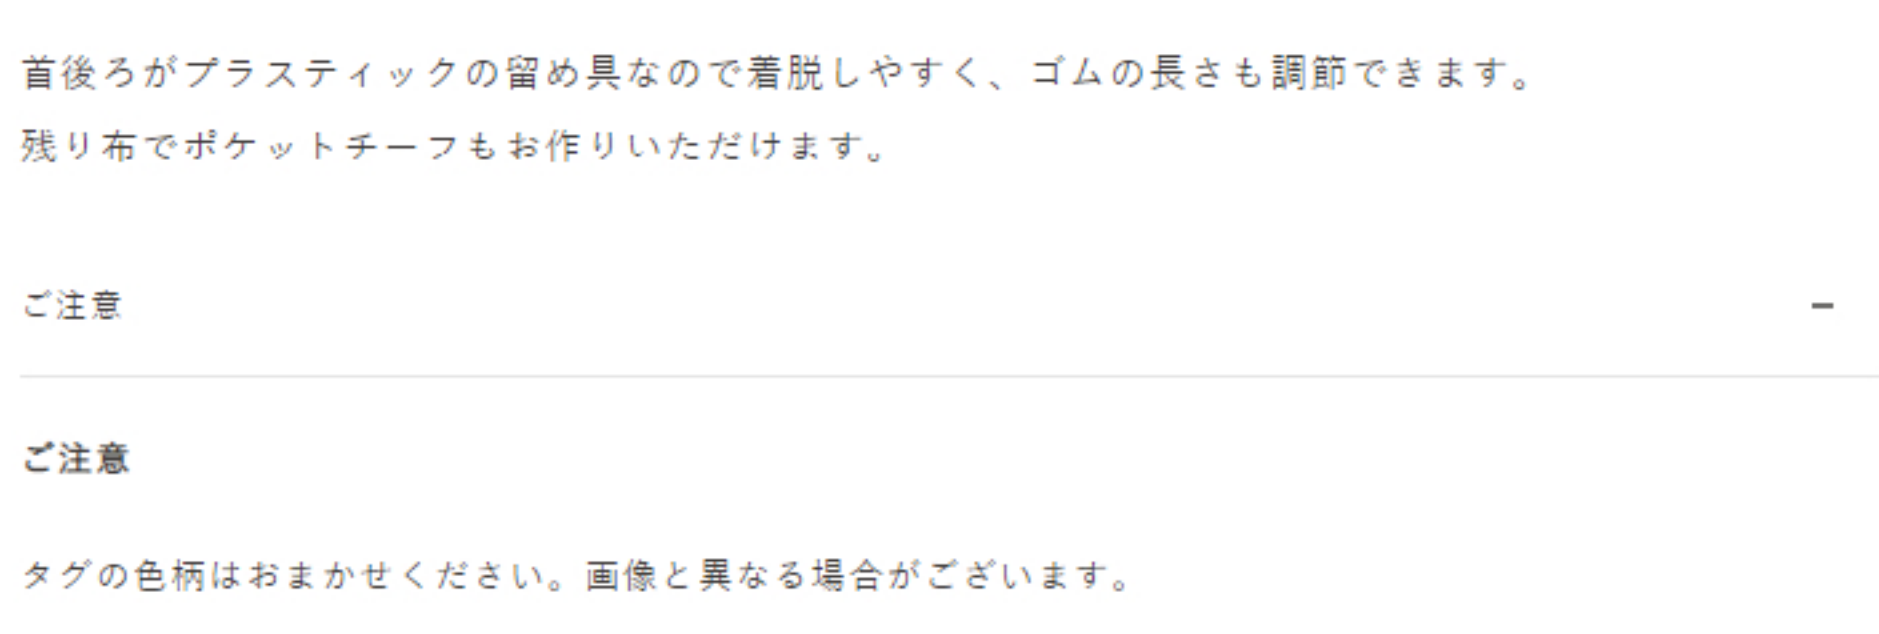 首後ろがプラスティックの留め具なので着脱しやすく、ゴムの長さも調節できます。
残り布でポケットチーフもお作りいただけます。
ご注意
ご注意
タグの色柄はおまかせください。画像と異なる場合がございます。